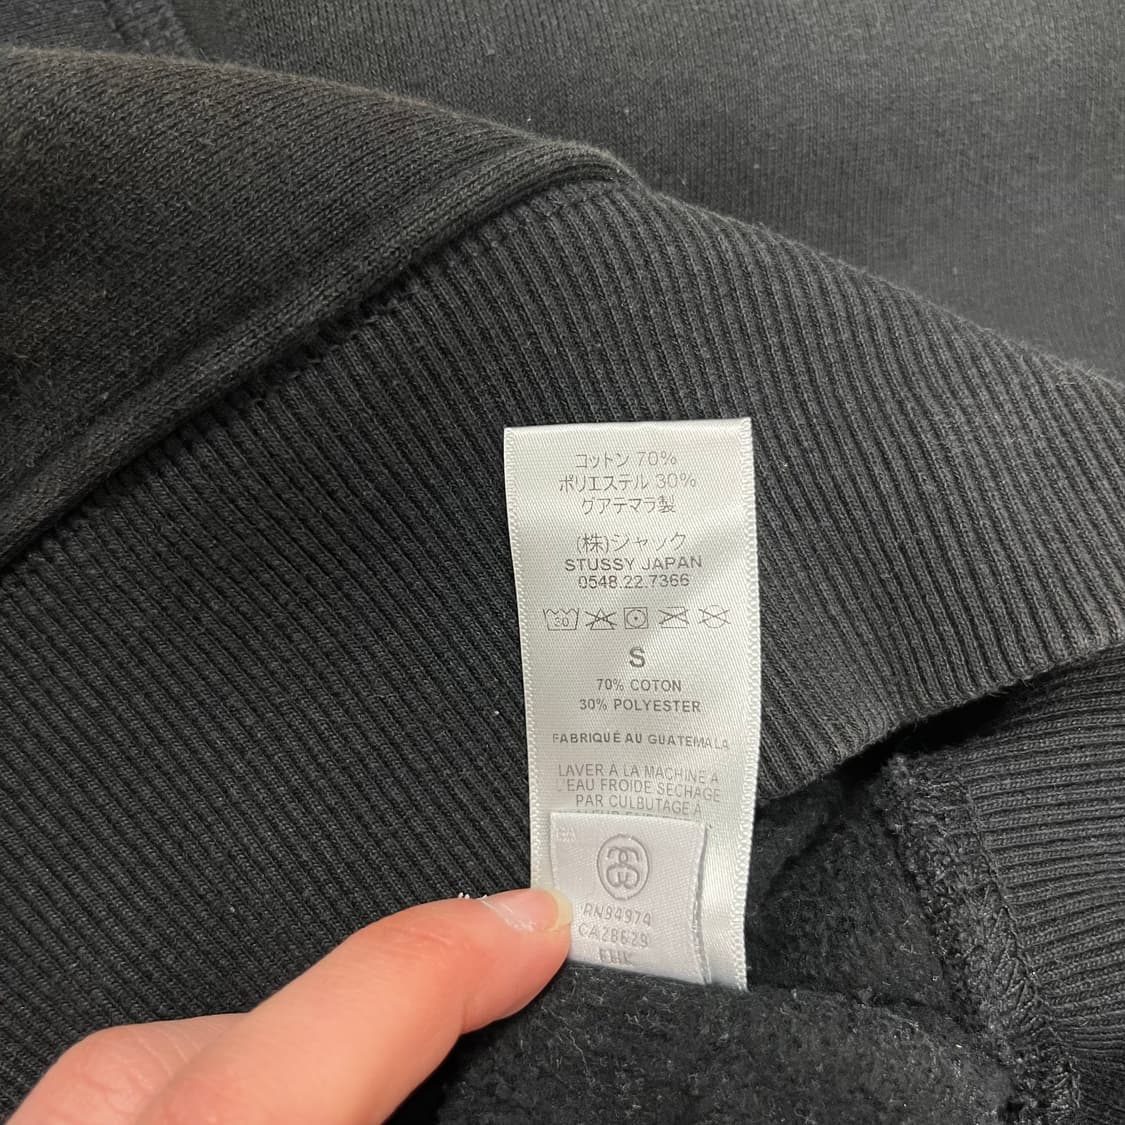 コットン 70%
ポリエステル 30%
グアテマラ製
(株)ジャック
STUSSY JAPAN
0548.22.7366
30
S
70% COTON
30% POLYESTER
FABRIQUÉ AU GUATEMALA
LAVER À LA MACHINE À
L'EAU FROIDE SÉCHAGE
PAR CULBUTAGE À
RN94974
CA28629